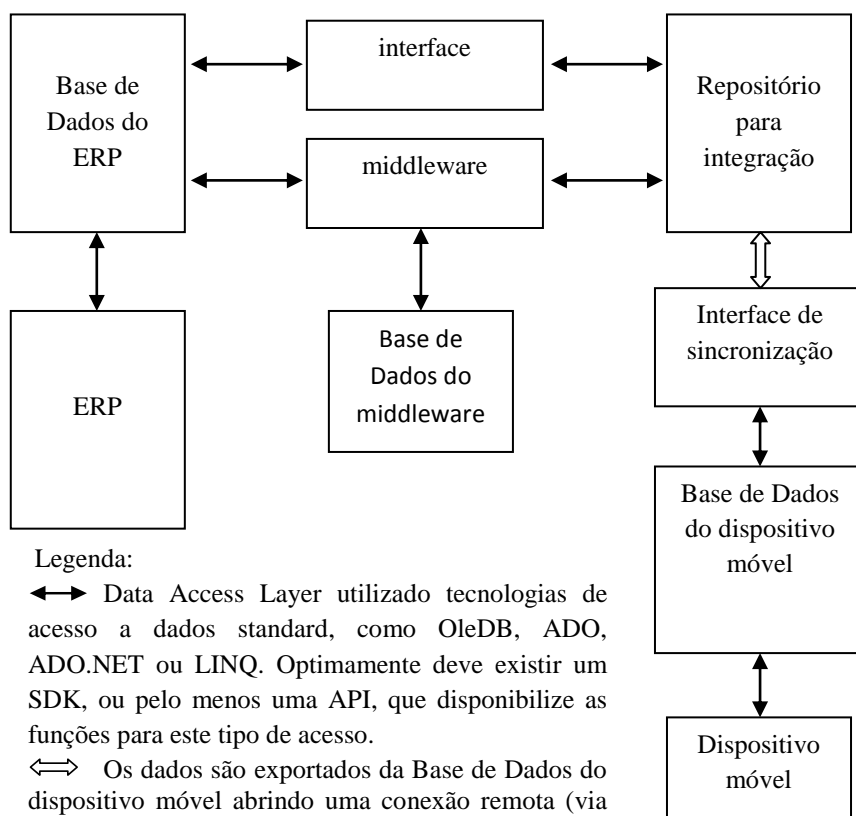 Base de
Dados do
ERP
interface
Repositório
para
integração
middleware
Interface de
sincronização
Base de
Dados do
middleware
ERP
Base de Dados
do dispositivo
móvel
Dispositivo
móvel
Legenda:
Data Access Layer utilizado tecnologias de
acesso a dados standard, como OleDB, ADO,
ADO.NET ou LINQ. Optimamente deve existir um
SDK, ou pelo menos uma API, que disponibilize as
funções para este tipo de acesso.
Os dados são exportados da Base de Dados do
dispositivo móvel abrindo uma conexão remota (via